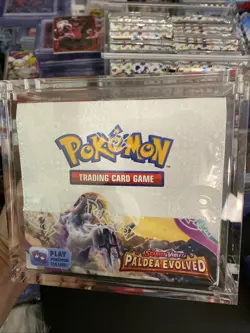 POKéMON
TRADING CARD GAME
PLAY
PALDEA EVOLVED